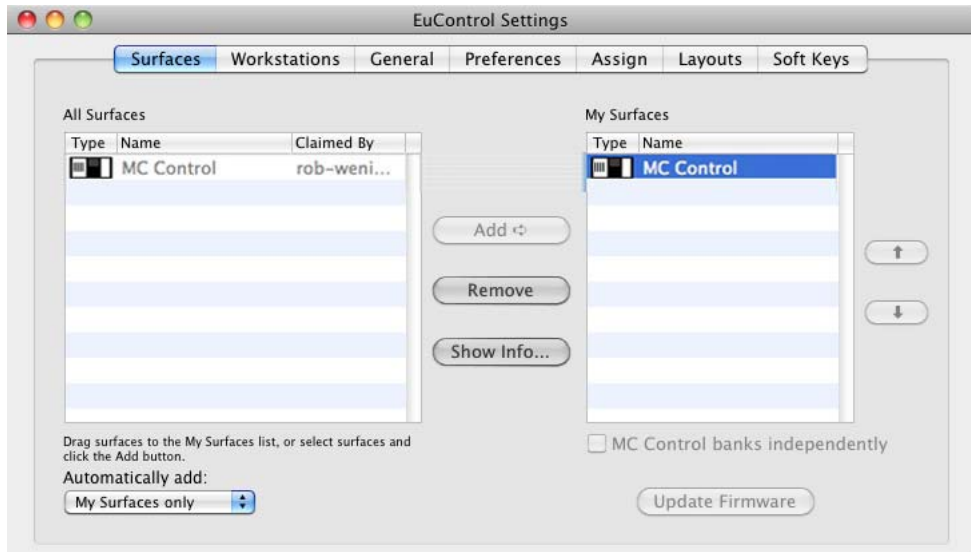 EuControl Settings
Surfaces Workstations General Preferences Assign Layouts Soft Keys
All Surfaces
Type Name Claimed By
MC Control rob-weni...
Add
Remove
Show Info...
My Surfaces
Type Name
MC Control
Drag surfaces to the My Surfaces list, or select surfaces and
click the Add button.
Automatically add:
My Surfaces only
MC Control banks independently
Update Firmware